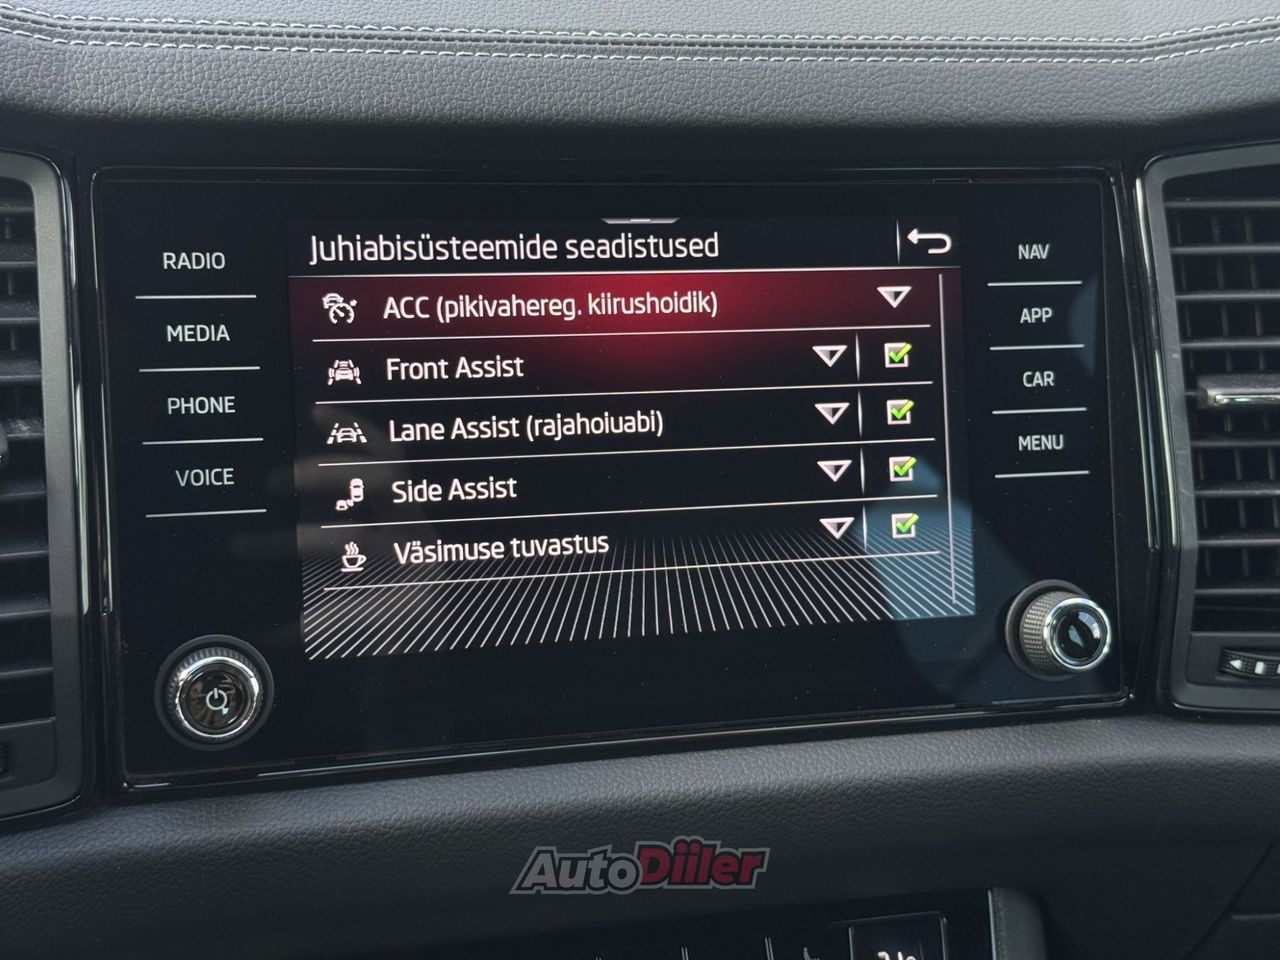 Juhiabisüsteemide seadistused
RADIO
MEDIA
PHONE
VOICE
ACC (pikivahereg. kiirushoidik)
Front Assist
Lane Assist (rajahoiuabi)
Side Assist
Väsimuse tuvastus
NAV
APP
CAR
MENU
AutoDiiler